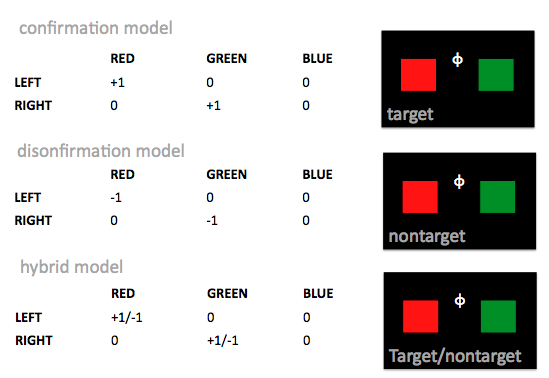 confirmation model
RED GREEN BLUE
LEFT +1 0 0
RIGHT 0 +1 0
ϕ
target
disonfirmation model
RED GREEN BLUE
LEFT -1 0 0
RIGHT 0 -1 0
ϕ
nontarget
hybrid model
RED GREEN BLUE
LEFT +1/-1 0 0
RIGHT 0 +1/-1 0
ϕ
Target/nontarget